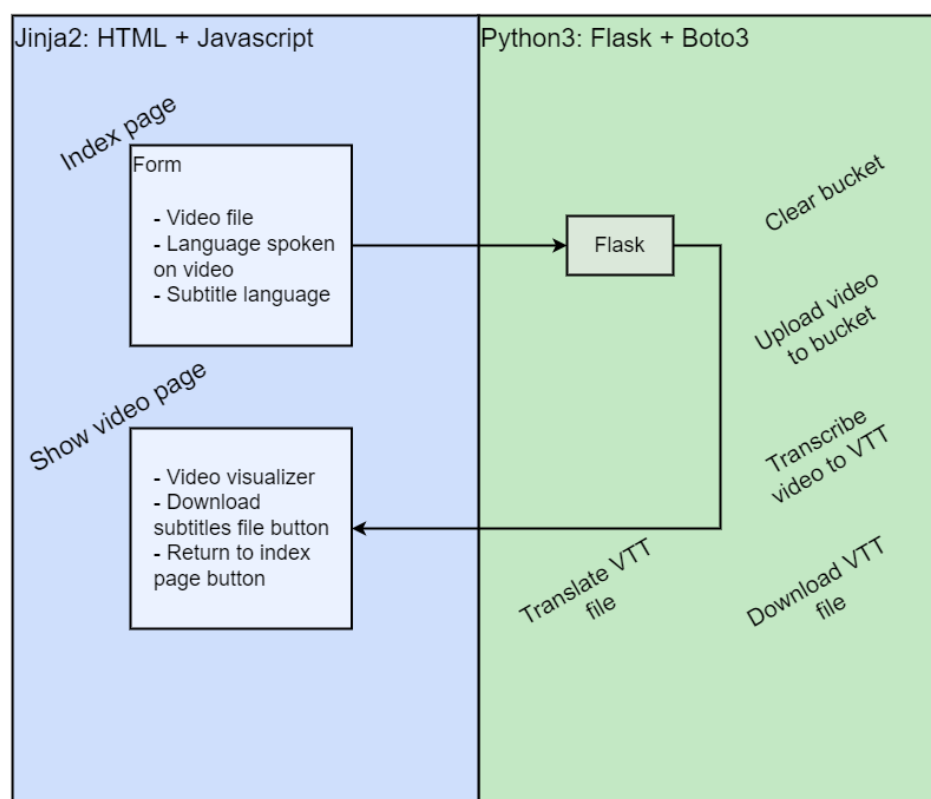 Jinja2: HTML + Javascript
Python3: Flask + Boto3
Index page
Form
- Video file
- Language spoken
on video
- Subtitle language
Flask
Clear bucket
Upload video
to bucket
Transcribe
video to VTT
Download VTT
file
Translate VTT
file
Show video page
- Video visualizer
- Download
subtitles file button
- Return to index
page button